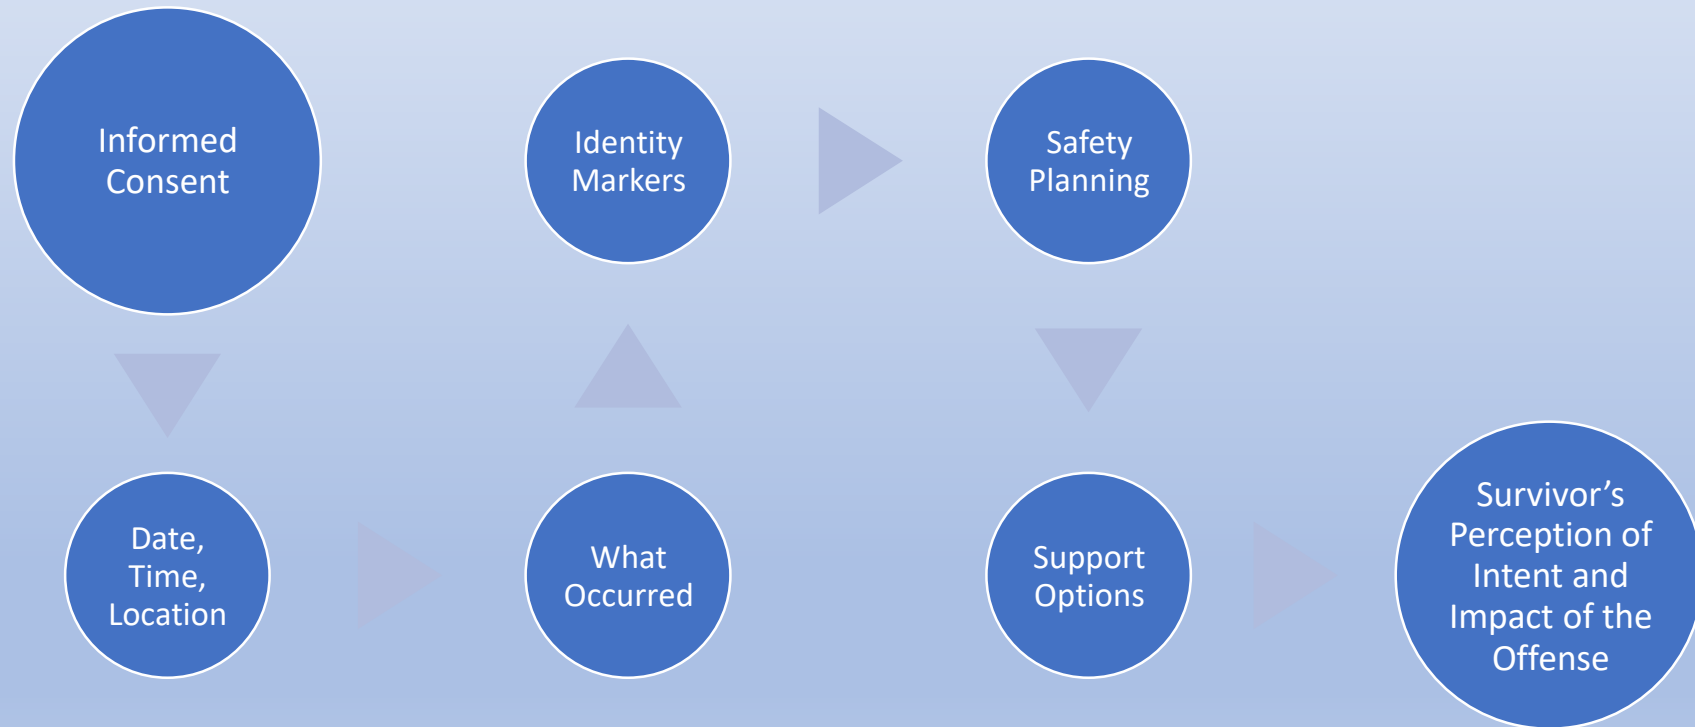 Informed
Consent
Date,
Time,
Location
What
Occurred
Identity
Markers
Safety
Planning
Support
Options
Survivor’s
Perception of
Intent and
Impact of the
Offense